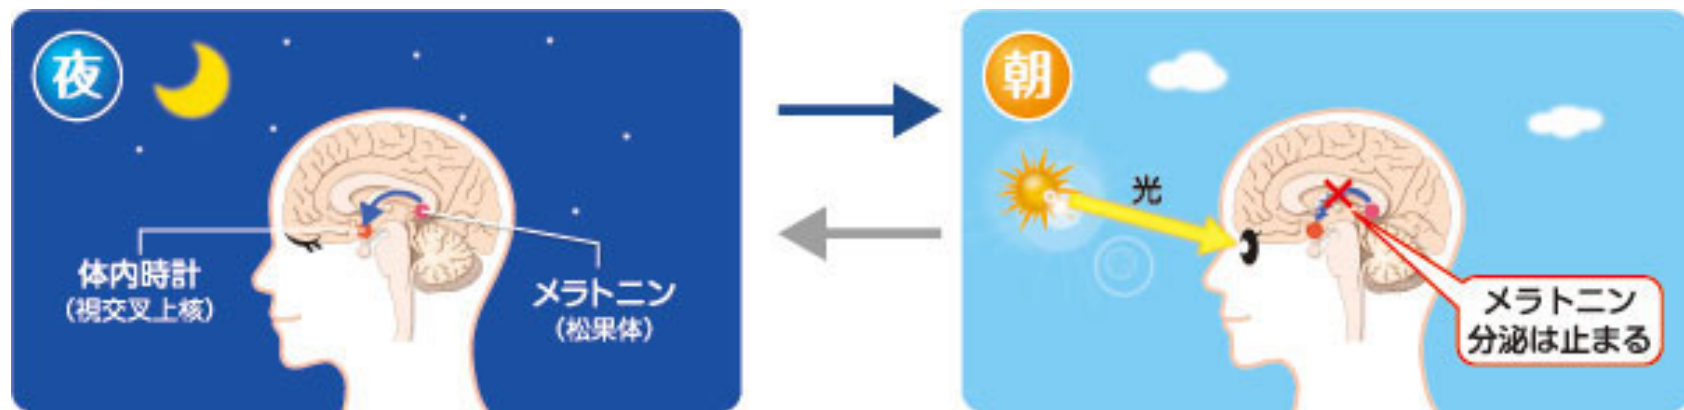 夜
体内時計
(視交叉上核)
メラトニン
(松果体)
朝
光
メラトニン
分泌は止まる